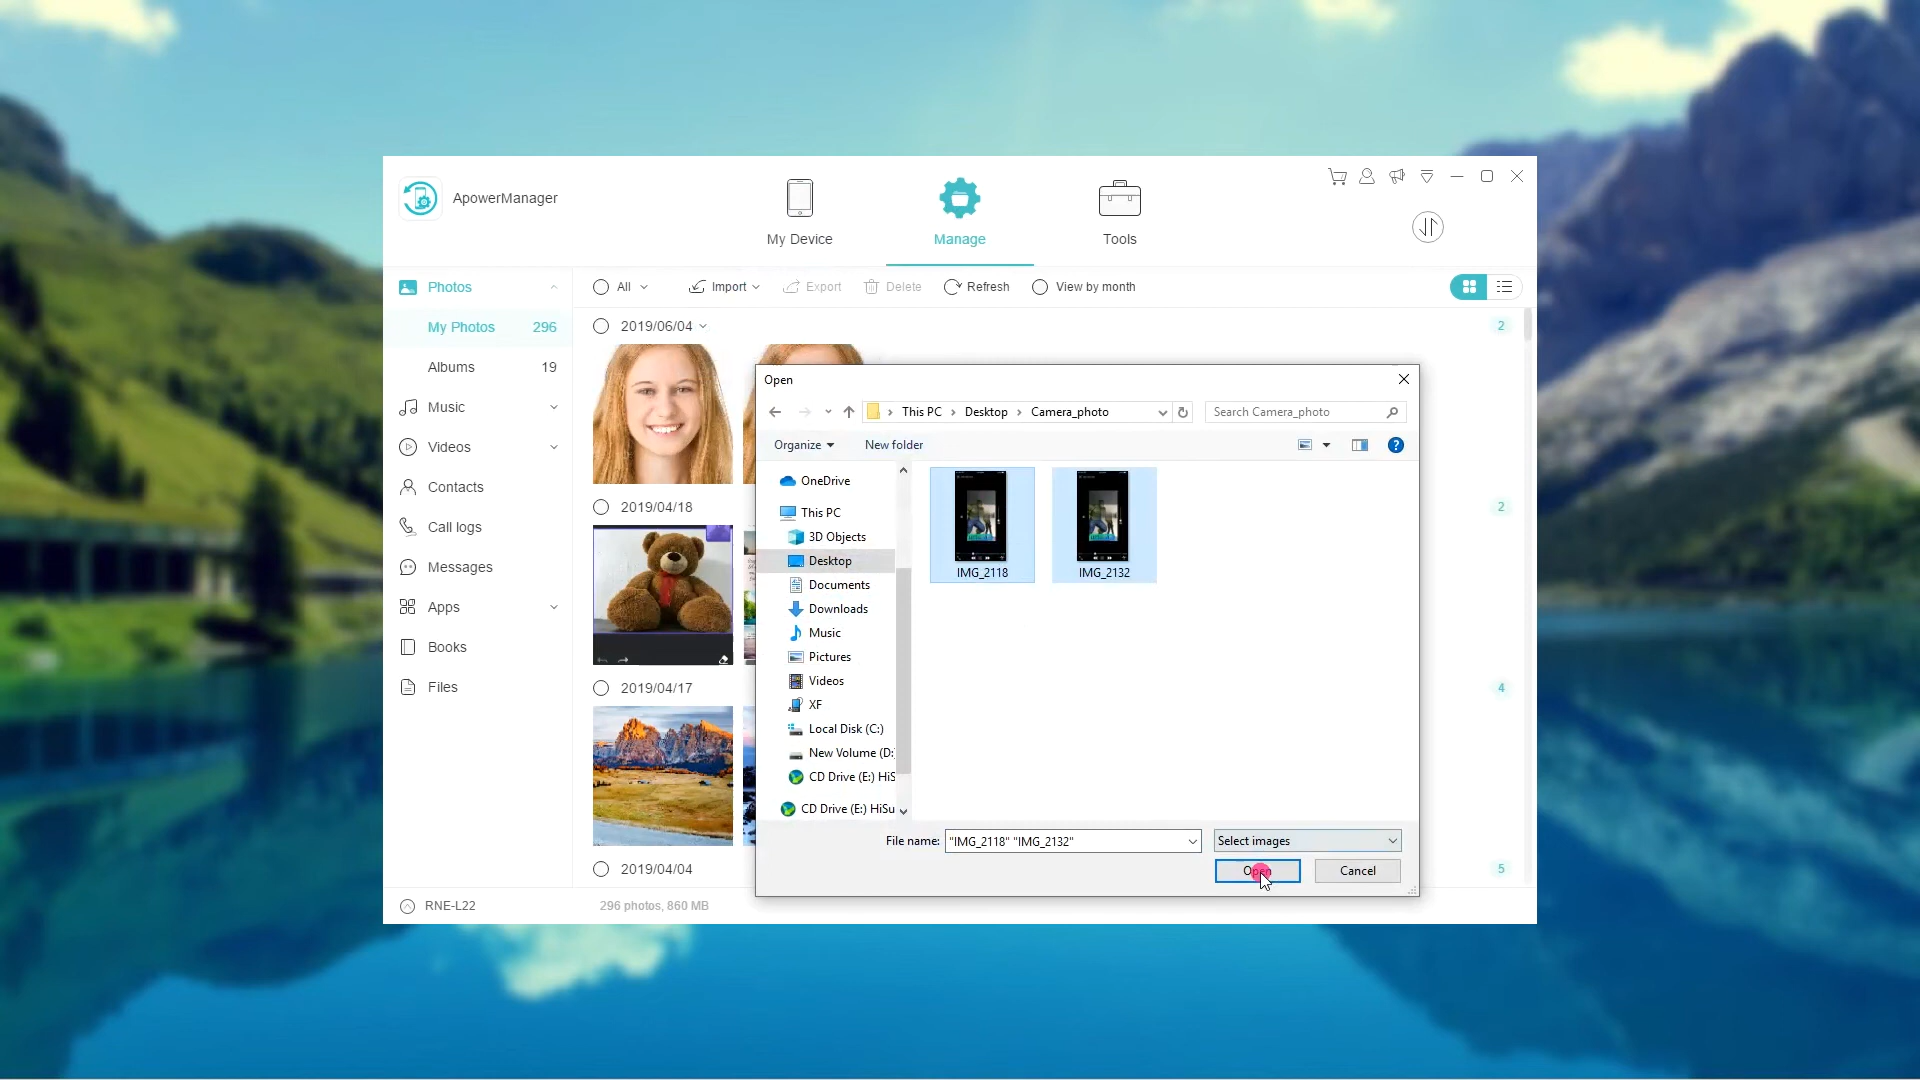 ApowerManager
My Device
Manage
Tools
Photos
My Photos 296
Albums 19
Music
Videos
Contacts
Call logs
Messages
Apps
Books
Files
All
Import
Export
Delete
Refresh
View by month
2019/06/04
2
2019/04/18
2
2019/04/17
4
2019/04/04
5
RNE-L22
296 photos, 860 MB
Open
This PC
Desktop
Camera_photo
Search Camera_photo
Organize
New folder
OneDrive
This PC
3D Objects
Desktop
Documents
Downloads
Music
Pictures
Videos
XF
Local Disk (C:)
New Volume (D:
CD Drive (E:) HiS
CD Drive (E:) HiSu
IMG_2118
IMG_2132
File name:
"IMG_2118" "IMG_2132"
Select images
Open
Cancel